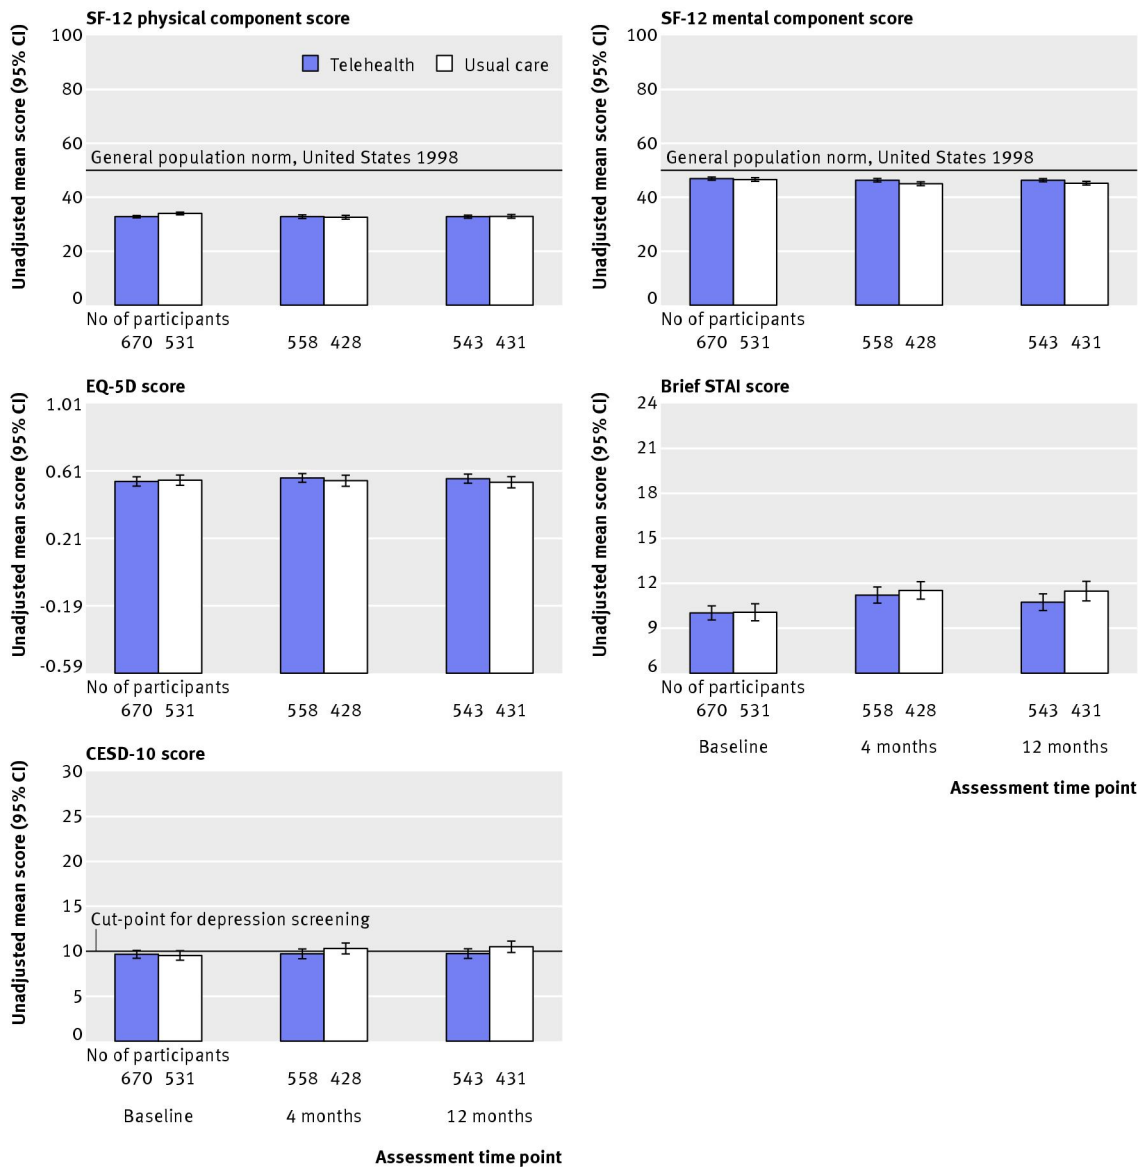 SF-12 physical component score
Unadjusted mean score (95% CI)
100
80
60
40
20
0
Telehealth
Usual care
General population norm, United States 1998
No of participants
670 531 558 428 543 431
SF-12 mental component score
Unadjusted mean score (95% CI)
100
80
60
40
20
0
General population norm, United States 1998
No of participants
670 531 558 428 543 431
EQ-5D score
Unadjusted mean score (95% CI)
1.01
0.61
0.21
-0.19
-0.59
No of participants
670 531 558 428 543 431
Brief STAI score
Unadjusted mean score (95% CI)
24
21
18
15
12
9
6
No of participants
670 531 558 428 543 431
Baseline 4 months 12 months
Assessment time point
CESD-10 score
Unadjusted mean score (95% CI)
30
25
20
15
10
5
0
Cut-point for depression screening
No of participants
670 531 558 428 543 431
Baseline 4 months 12 months
Assessment time point